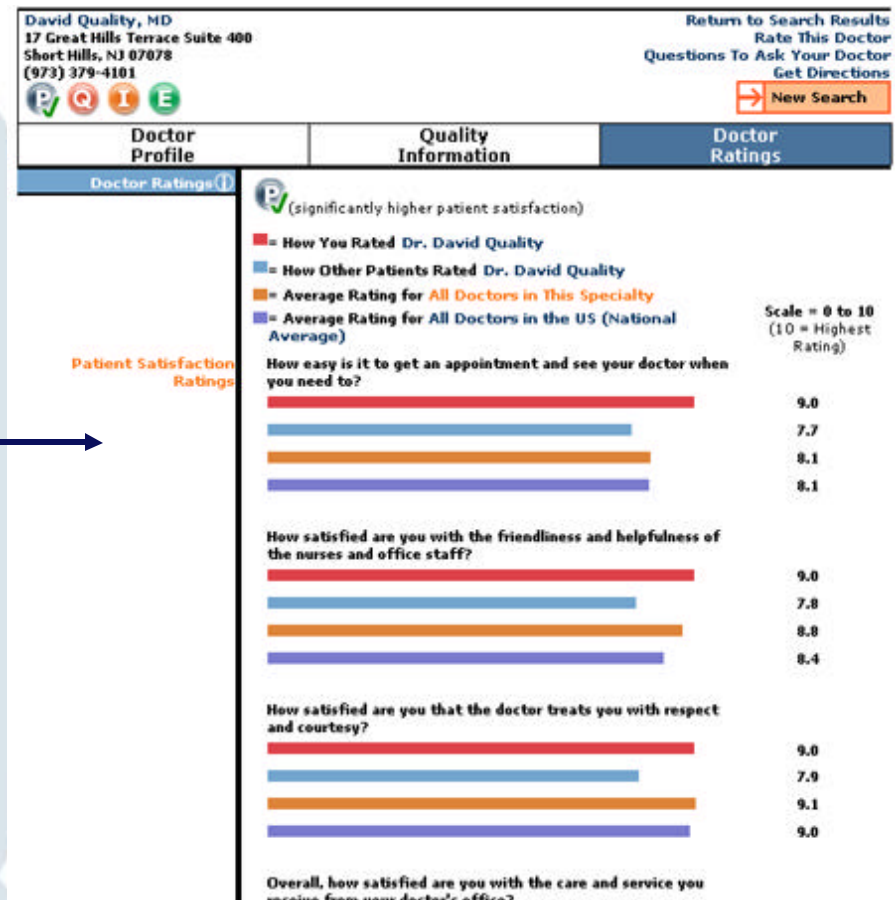 David Quality, MD
17 Great Hills Terrace Suite 400
Short Hills, NJ 07078
(973) 379-4101
P Q I E
Return to Search Results
Rate This Doctor
Questions To Ask Your Doctor
Get Directions
New Search
Doctor
Profile
Quality
Information
Doctor
Ratings
Doctor Ratings
P
(significantly higher patient satisfaction)
= How You Rated Dr. David Quality
= How Other Patients Rated Dr. David Quality
= Average Rating for All Doctors in This Specialty
= Average Rating for All Doctors in the US (National
Average)
Scale = 0 to 10
(10 = Highest
Rating)
Patient Satisfaction
Ratings
How easy is it to get an appointment and see your doctor when
you need to?
9.0
7.7
8.1
8.1
How satisfied are you with the friendliness and helpfulness of
the nurses and office staff?
9.0
7.8
8.8
8.4
How satisfied are you that the doctor treats you with respect
and courtesy?
9.0
7.9
9.1
9.0
Overall, how satisfied are you with the care and service you
receive from your doctor's office?